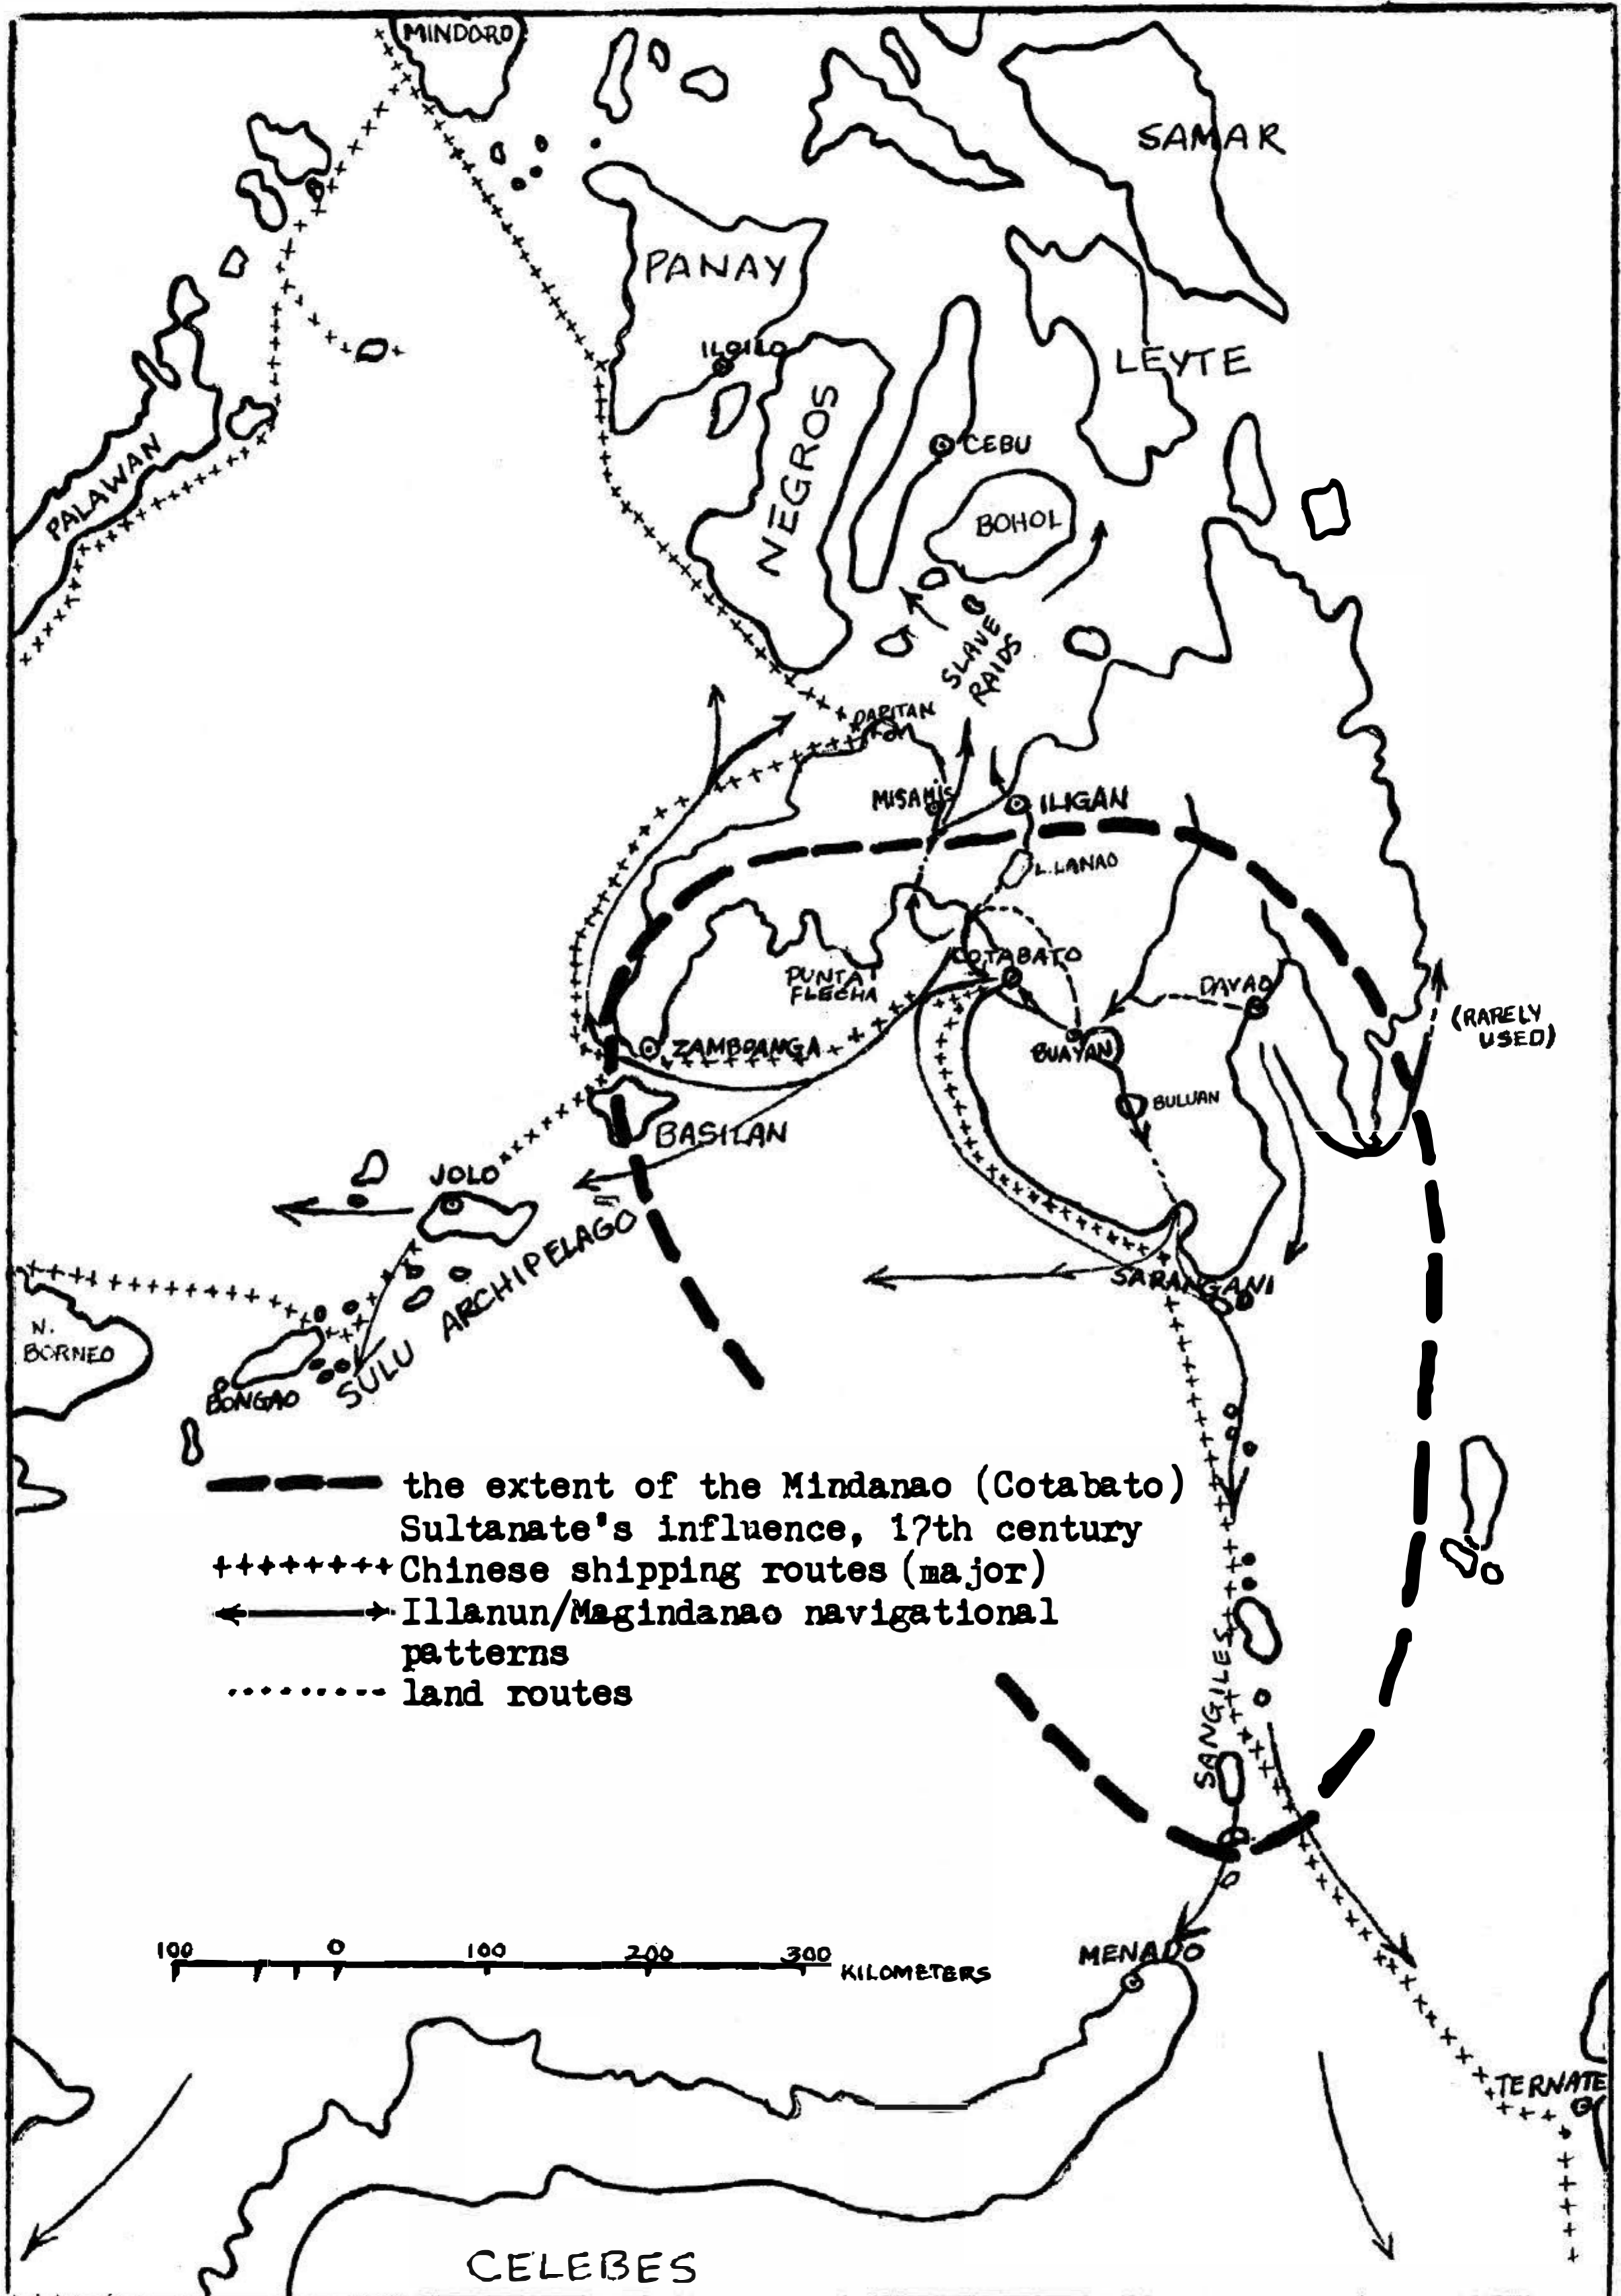 MINDORO
SAMAR
PANAY
ILOILO
LEYTE
NEGROS
CEBU
PALAWAN
BOHOL
SLAVE
RAIDS
DAPITAN
MISAMIS
ILIGAN
L. LANAO
COTABATO
PUNTA
FLECHA
DAVAO
(RARELY
USED)
ZAMBOANGA
BUAYAN
BULUAN
BASILAN
JOLO
SULU ARCHIPELAGO
SARANGANI
N.
BORNEO
BONGAO
the extent of the Mindanao (Cotabato)
Sultanate's influence, 17th century
Chinese shipping routes (major)
Illanun/Magindanao navigational
patterns
land routes
SANGILES
100 0 100 200 300
KILOMETERS
MENADO
TERNATE
CELEBES